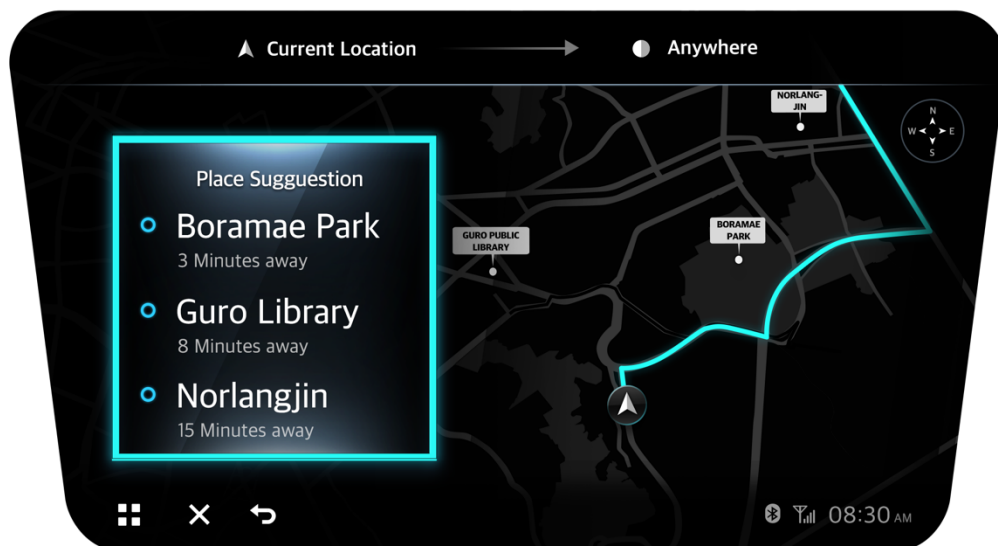 Current Location
Anywhere
Place Sugguestion
Boramae Park
3 Minutes away
Guro Library
8 Minutes away
Norlangjin
15 Minutes away
NORLANG-
JIN
GURO PUBLIC
LIBRARY
BORAMAE
PARK
N
W E
S
08:30 AM